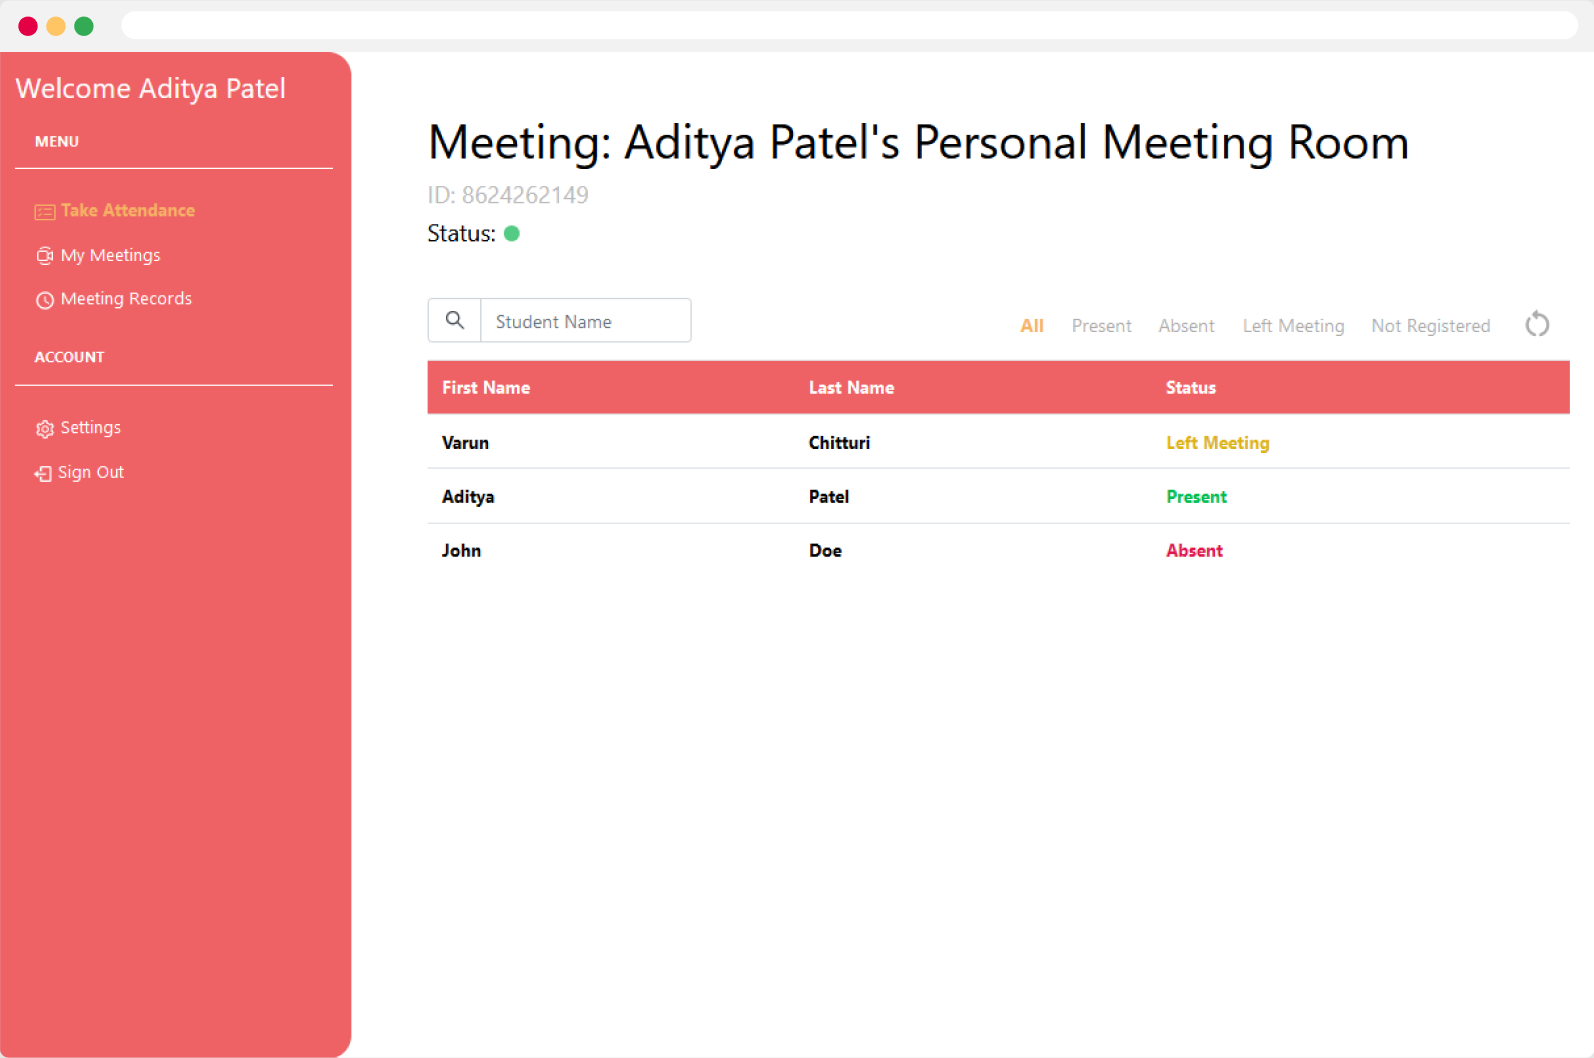 Welcome Aditya Patel
MENU
Take Attendance
My Meetings
Meeting Records
ACCOUNT
Settings
Sign Out
Meeting: Aditya Patel's Personal Meeting Room
ID: 8624262149
Status:
Student Name
All Present Absent Left Meeting Not Registered
First Name Last Name Status
Varun Chitturi Left Meeting
Aditya Patel Present
John Doe Absent